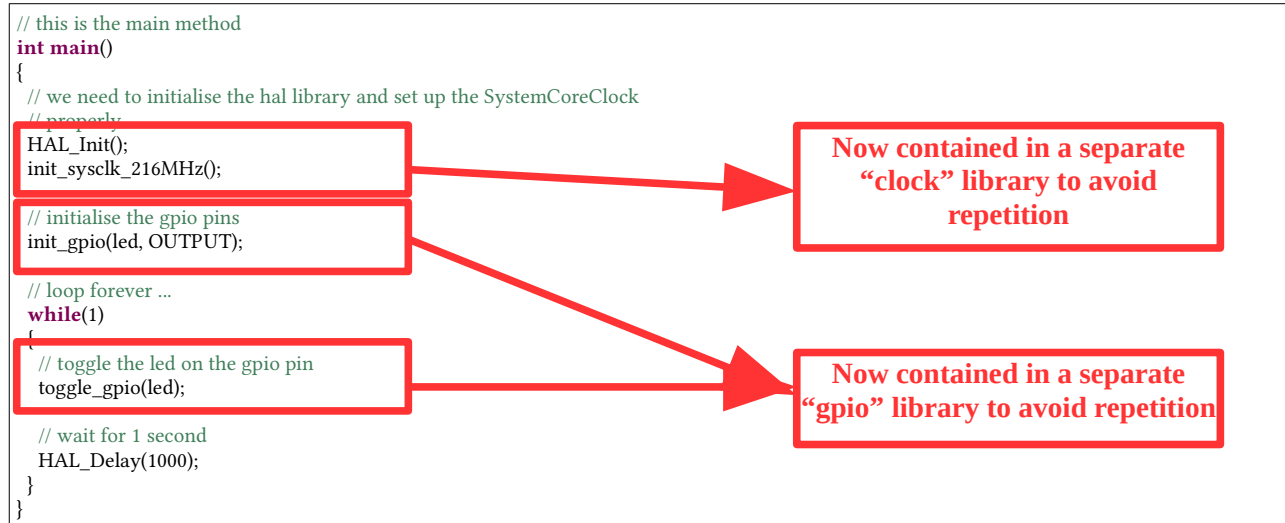 // this is the main method
int main()
{
// we need to initialise the hal library and set up the SystemCoreClock
// properly
HAL_Init();
init_sysclk_216MHz();
// initialise the gpio pins
init_gpio(led, OUTPUT);
// loop forever ...
while(1)
{
// toggle the led on the gpio pin
toggle_gpio(led);
// wait for 1 second
HAL_Delay(1000);
}
}
Now contained in a separate
“clock” library to avoid
repetition
Now contained in a separate
“gpio” library to avoid repetition